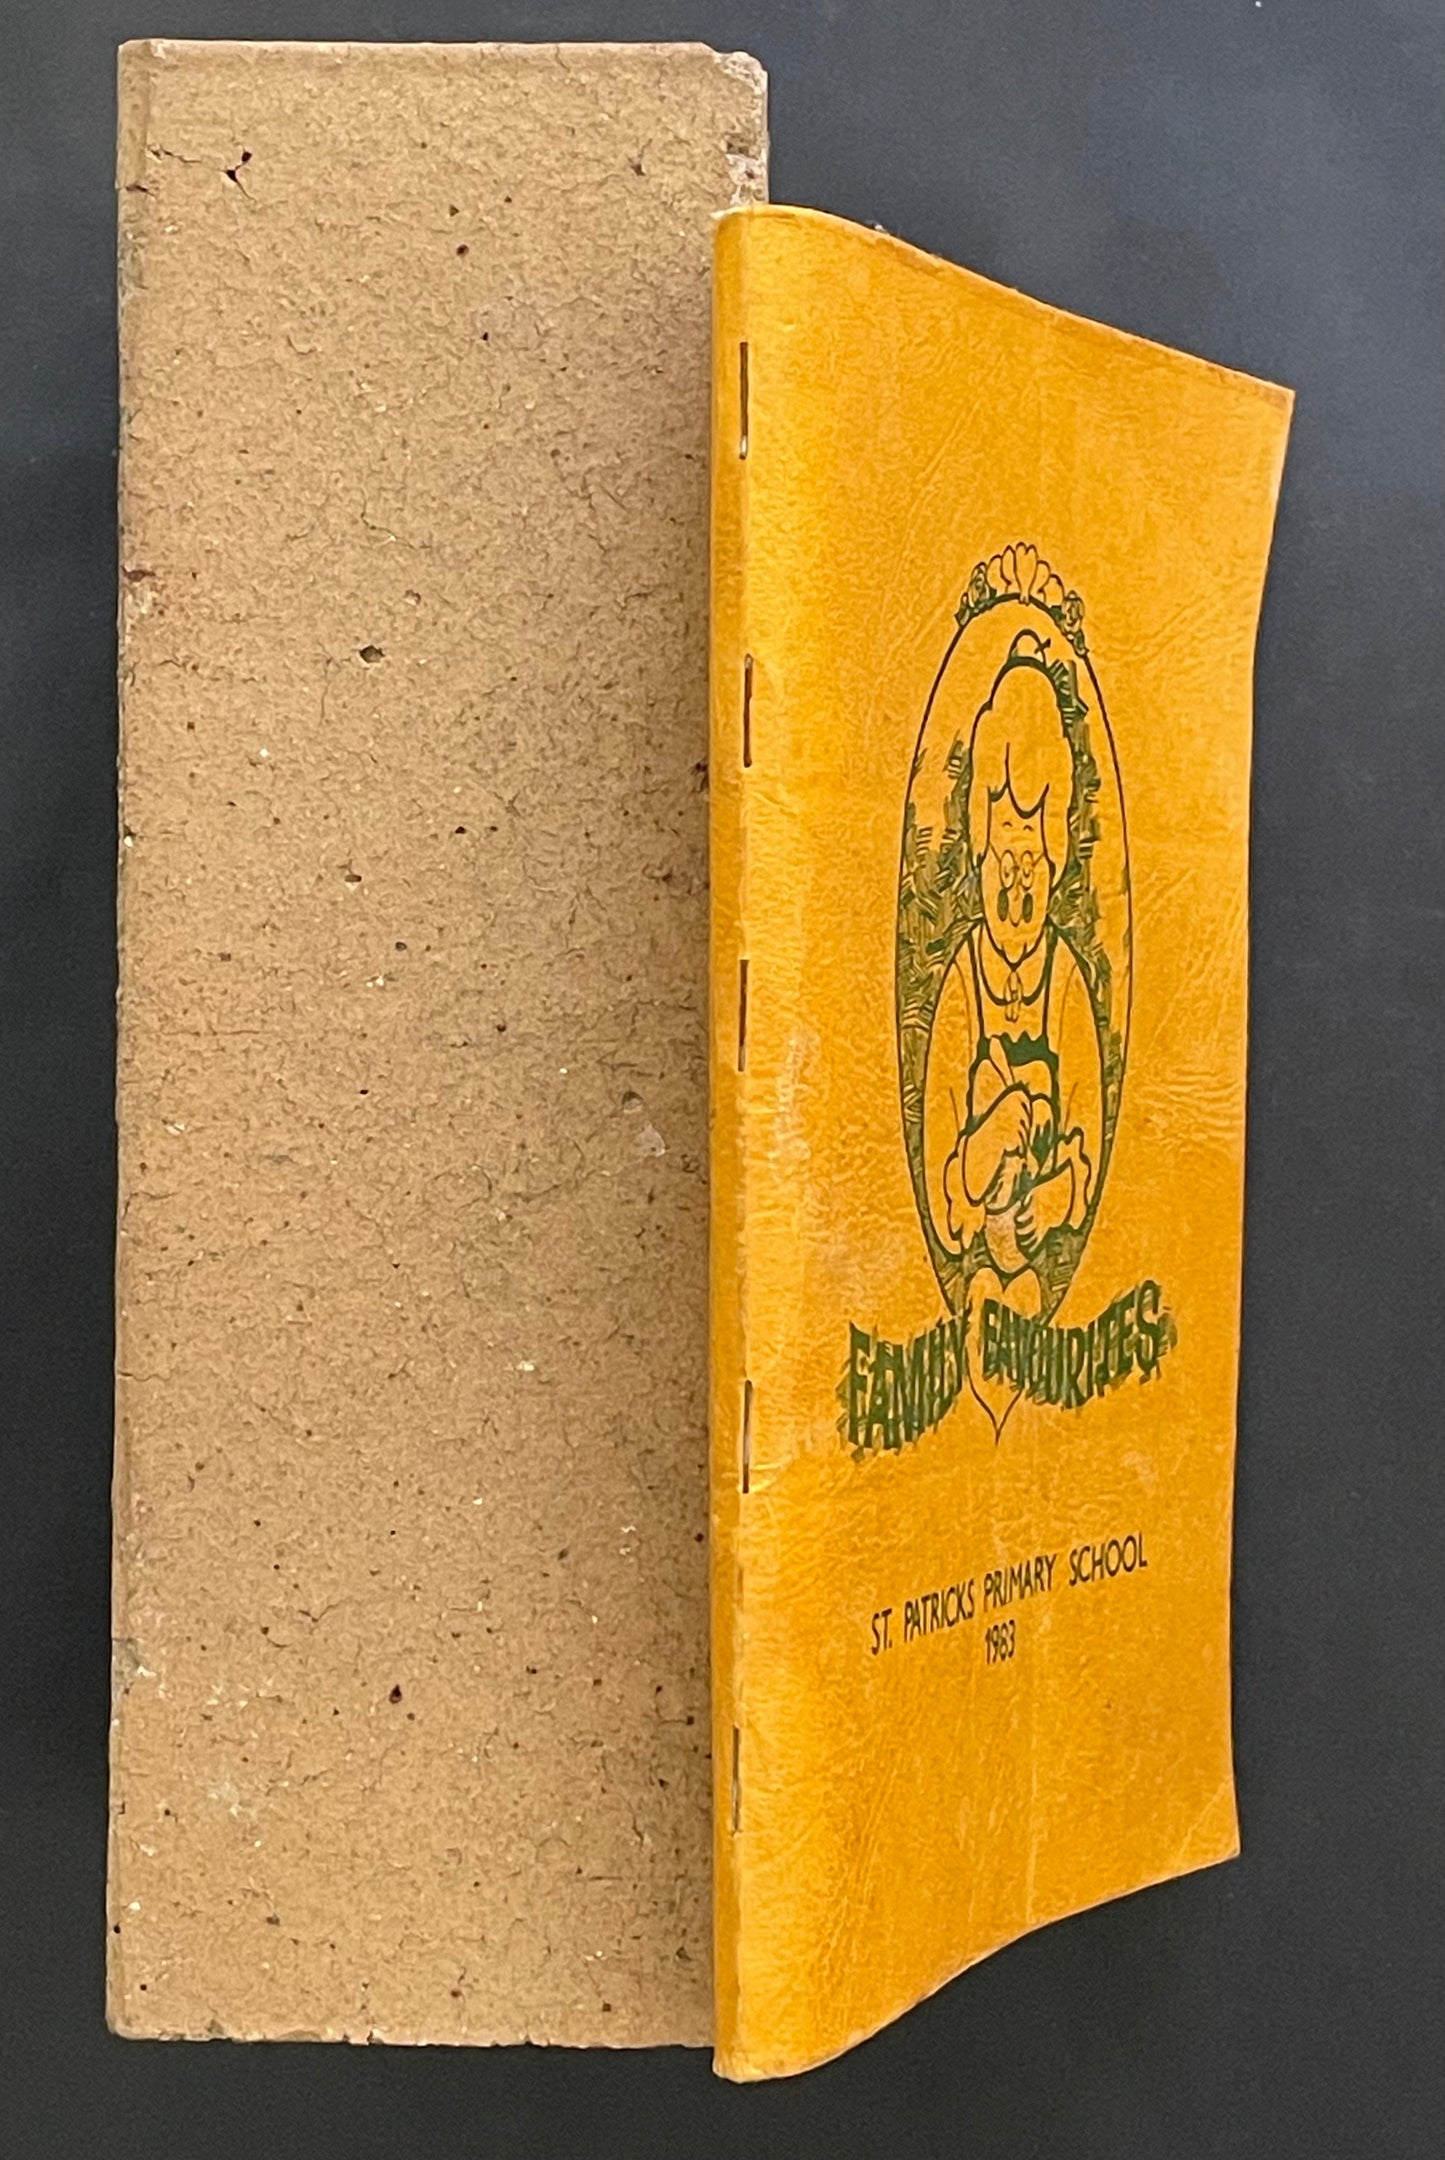 FAMILY FAVOURITES
ST. PATRICKS PRIMARY SCHOOL
1983